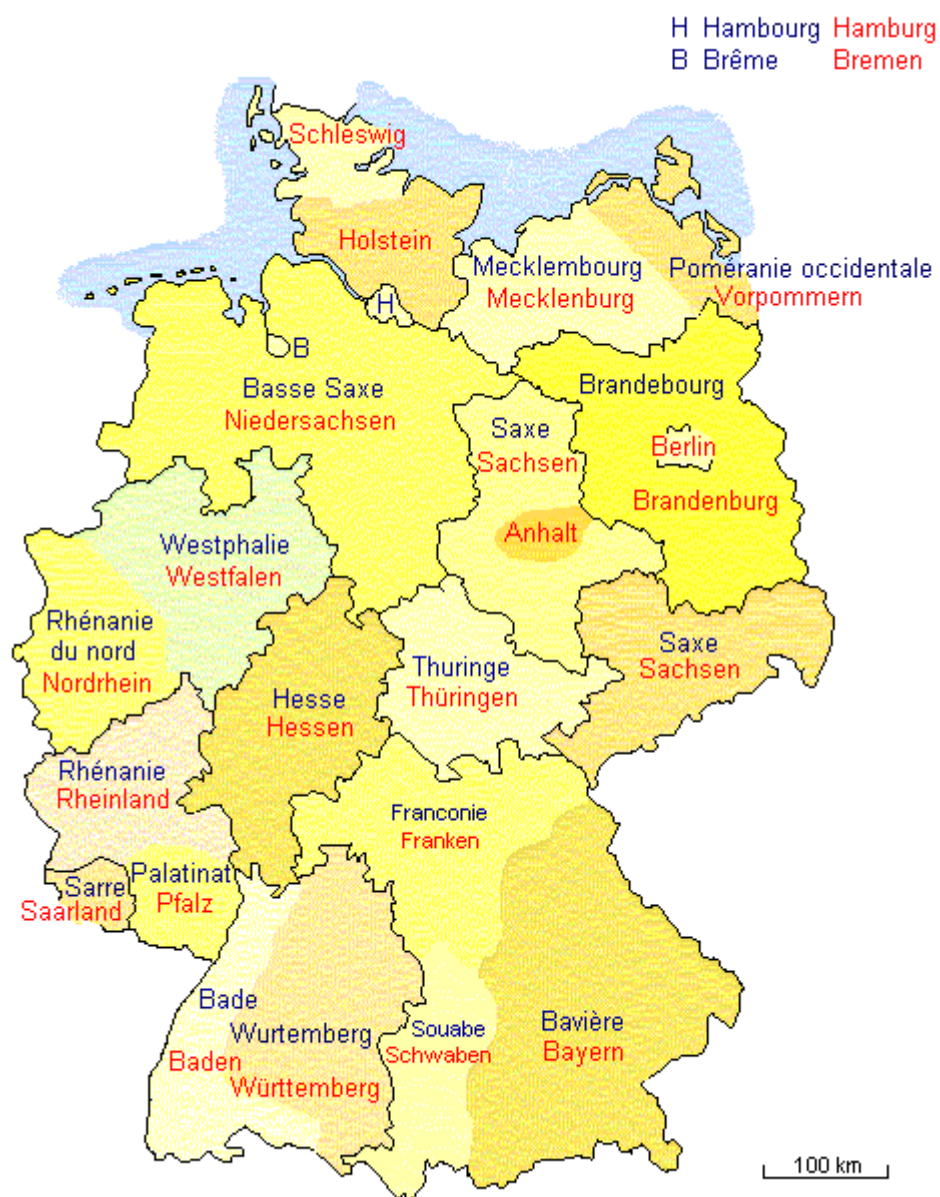 H Hambourg Hamburg
B Brême Bremen
Schleswig
Holstein
Mecklembourg
Mecklenburg
Poméranie occidentale
Vorpommern
H
B
Basse Saxe
Niedersachsen
Brandebourg
Saxe
Sachsen
Berlin
Brandenburg
Anhalt
Westphalie
Westfalen
Rhénanie
du nord
Nordrhein
Thuringe
Thüringen
Saxe
Sachsen
Hesse
Hessen
Rhénanie
Rheinland
Franconie
Franken
Palatinat
Pfalz
Sarre
Saarland
Bade
Baden
Wurtemberg
Württemberg
Souabe
Schwaben
Bavière
Bayern
100 km